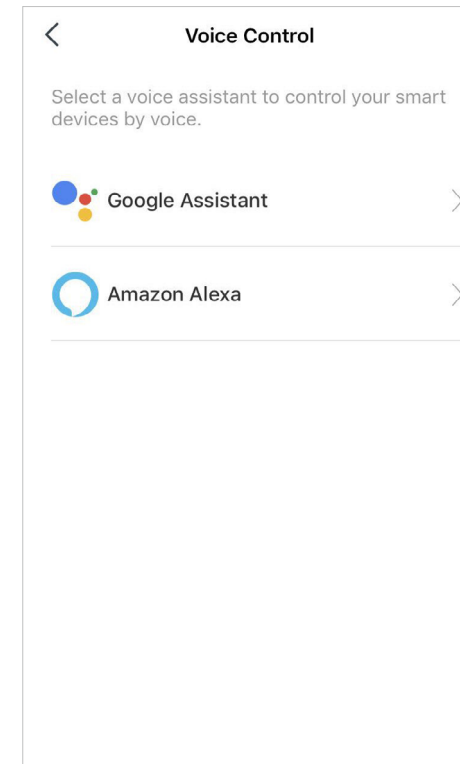 Voice Control
Select a voice assistant to control your smart
devices by voice.
Google Assistant
Amazon Alexa